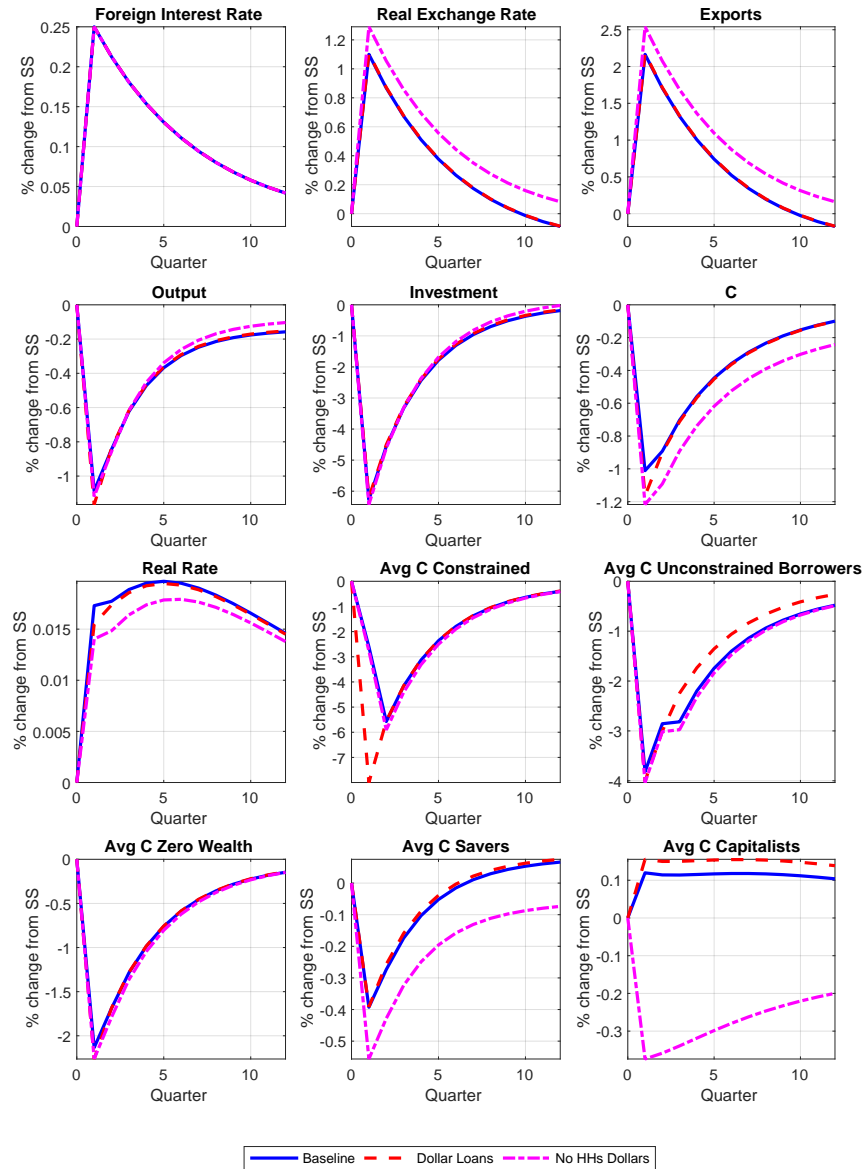 Foreign Interest Rate Real Exchange Rate Exports
0.25 0.2 0.15 0.1 0.05 0
% change from SS
0 5 10
Quarter
1.2 1 0.8 0.6 0.4 0.2 0
% change from SS
0 5 10
Quarter
2.5 2 1.5 1 0.5 0
% change from SS
0 5 10
Quarter
Output Investment C
0 -0.2 -0.4 -0.6 -0.8 -1
% change from SS
0 5 10
Quarter
0 -1 -2 -3 -4 -5 -6
% change from SS
0 5 10
Quarter
0 -0.2 -0.4 -0.6 -0.8 -1 -1.2
% change from SS
0 5 10
Quarter
Real Rate Avg C Constrained Avg C Unconstrained Borrowers
0.015 0.01 0.005 0
% change from SS
0 5 10
Quarter
0 -1 -2 -3 -4 -5 -6 -7
% change from SS
0 5 10
Quarter
0 -1 -2 -3 -4
% change from SS
0 5 10
Quarter
Avg C Zero Wealth Avg C Savers Avg C Capitalists
0 -0.5 -1 -1.5 -2
% change from SS
0 5 10
Quarter
0 -0.1 -0.2 -0.3 -0.4 -0.5
% change from SS
0 5 10
Quarter
0.1 0 -0.1 -0.2 -0.3
% change from SS
0 5 10
Quarter
Baseline Dollar Loans No HHs Dollars